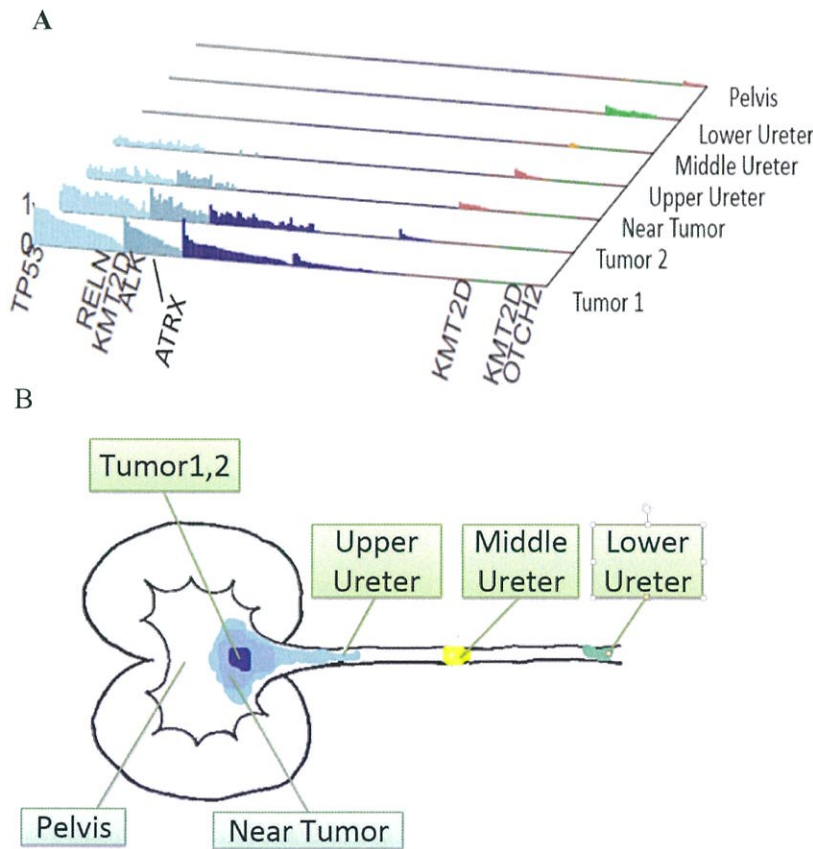 A
Pelvis
Lower Ureter
Middle Ureter
Upper Ureter
Near Tumor
Tumor 2
Tumor 1
1
0
TP53
RELN
KMT2D
ALK
ATRX
KMT2D
KMT2D
OTCH2
B
Tumor1,2
Upper
Ureter
Middle
Ureter
Lower
Ureter
Pelvis
Near Tumor